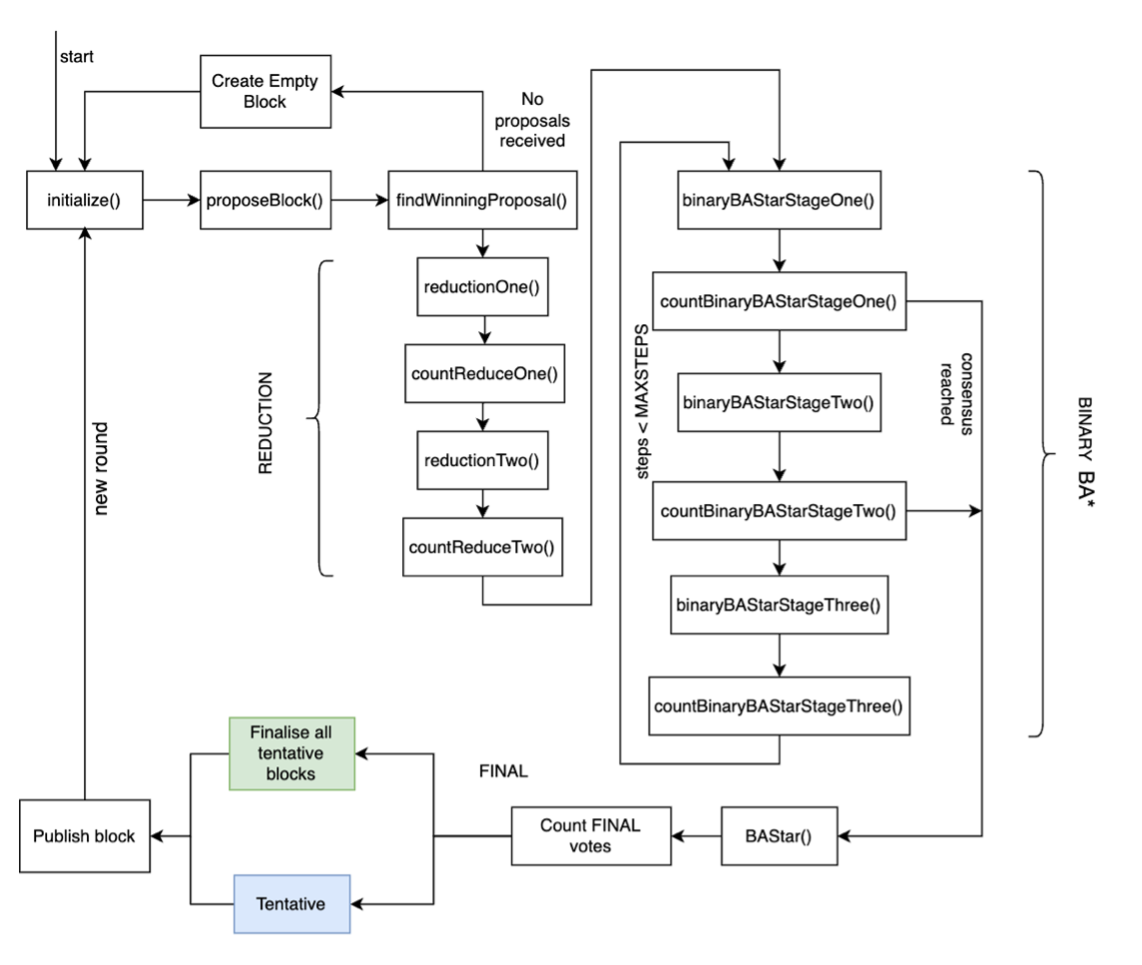 start
Create Empty
Block
No
proposals
received
initialize()
proposeBlock()
findWinningProposal()
REDUCTION
reductionOne()
countReduceOne()
reductionTwo()
countReduceTwo()
steps < MAXSTEPS
binaryBAStarStageOne()
countBinaryBAStarStageOne()
binaryBAStarStageTwo()
countBinaryBAStarStageTwo()
binaryBAStarStageThree()
countBinaryBAStarStageThree()
consensus
reached
BINARY BA*
new round
Finalise all
tentative
blocks
FINAL
Publish block
Count FINAL
votes
BAStar()
Tentative